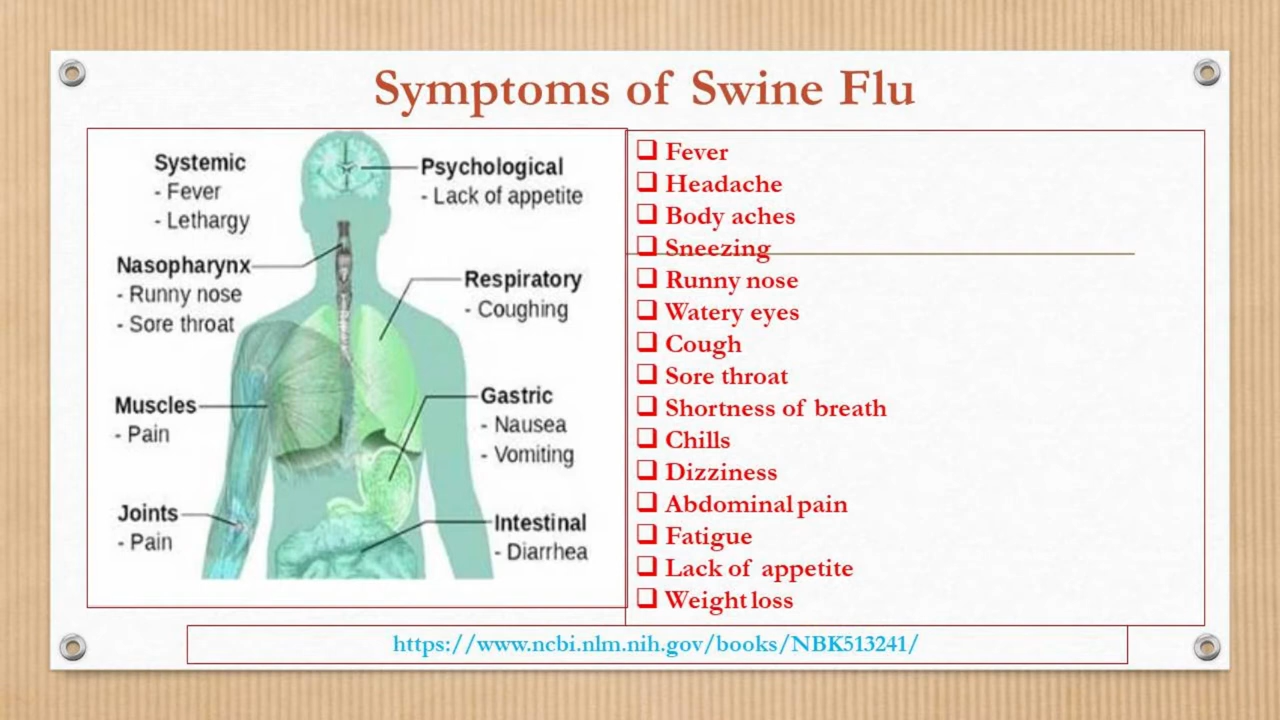 Symptoms of Swine Flu
Systemic
- Fever
- Lethargy
Psychological
- Lack of appetite
Nasopharynx
- Runny nose
- Sore throat
Respiratory
- Coughing
Muscles
- Pain
Gastric
- Nausea
- Vomiting
Joints
- Pain
Intestinal
- Diarrhea
❑ Fever
❑ Headache
❑ Body aches
❑ Sneezing
❑ Runny nose
❑ Watery eyes
❑ Cough
❑ Sore throat
❑ Shortness of breath
❑ Chills
❑ Dizziness
❑ Abdominal pain
❑ Fatigue
❑ Lack of appetite
❑ Weight loss
https://www.ncbi.nlm.nih.gov/books/NBK513241/